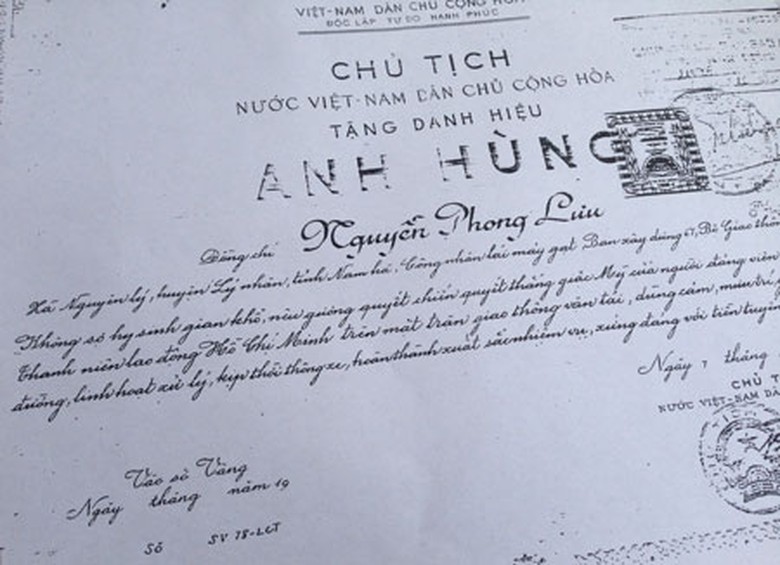 VIỆT-NAM DÂN CHỦ CỘNG HÒA
ĐỘC LẬP TỰ DO HẠNH PHÚC
CHỦ TỊCH
NƯỚC VIỆT-NAM DÂN CHỦ CỘNG HÒA
TẶNG DANH HIỆU
ANH HÙNG
Đồng chí Nguyễn Phong Lưu
Xã Nguyên lý, huyện Lý nhân, tỉnh Nam hà. Công nhân lái máy gạt Ban xây dựng 67, Bộ Giao thông
Không sợ hy sinh gian khổ, nêu gương quyết chiến quyết thắng giặc Mỹ của người đảng viên
Thanh niên lao động Hồ Chí Minh trên mặt trận giao thông vận tải, dũng cảm, mưu trí
đường, linh hoạt xử lý, kịp thời thông xe, hoàn thành xuất sắc nhiệm vụ, xứng đáng với tiền tuyến
Ngày 7 tháng
CHỦ T
NƯỚC VIỆT-NAM DÂ
Vào sổ Vàng
Ngày tháng năm 19
Số SV 78-LCT